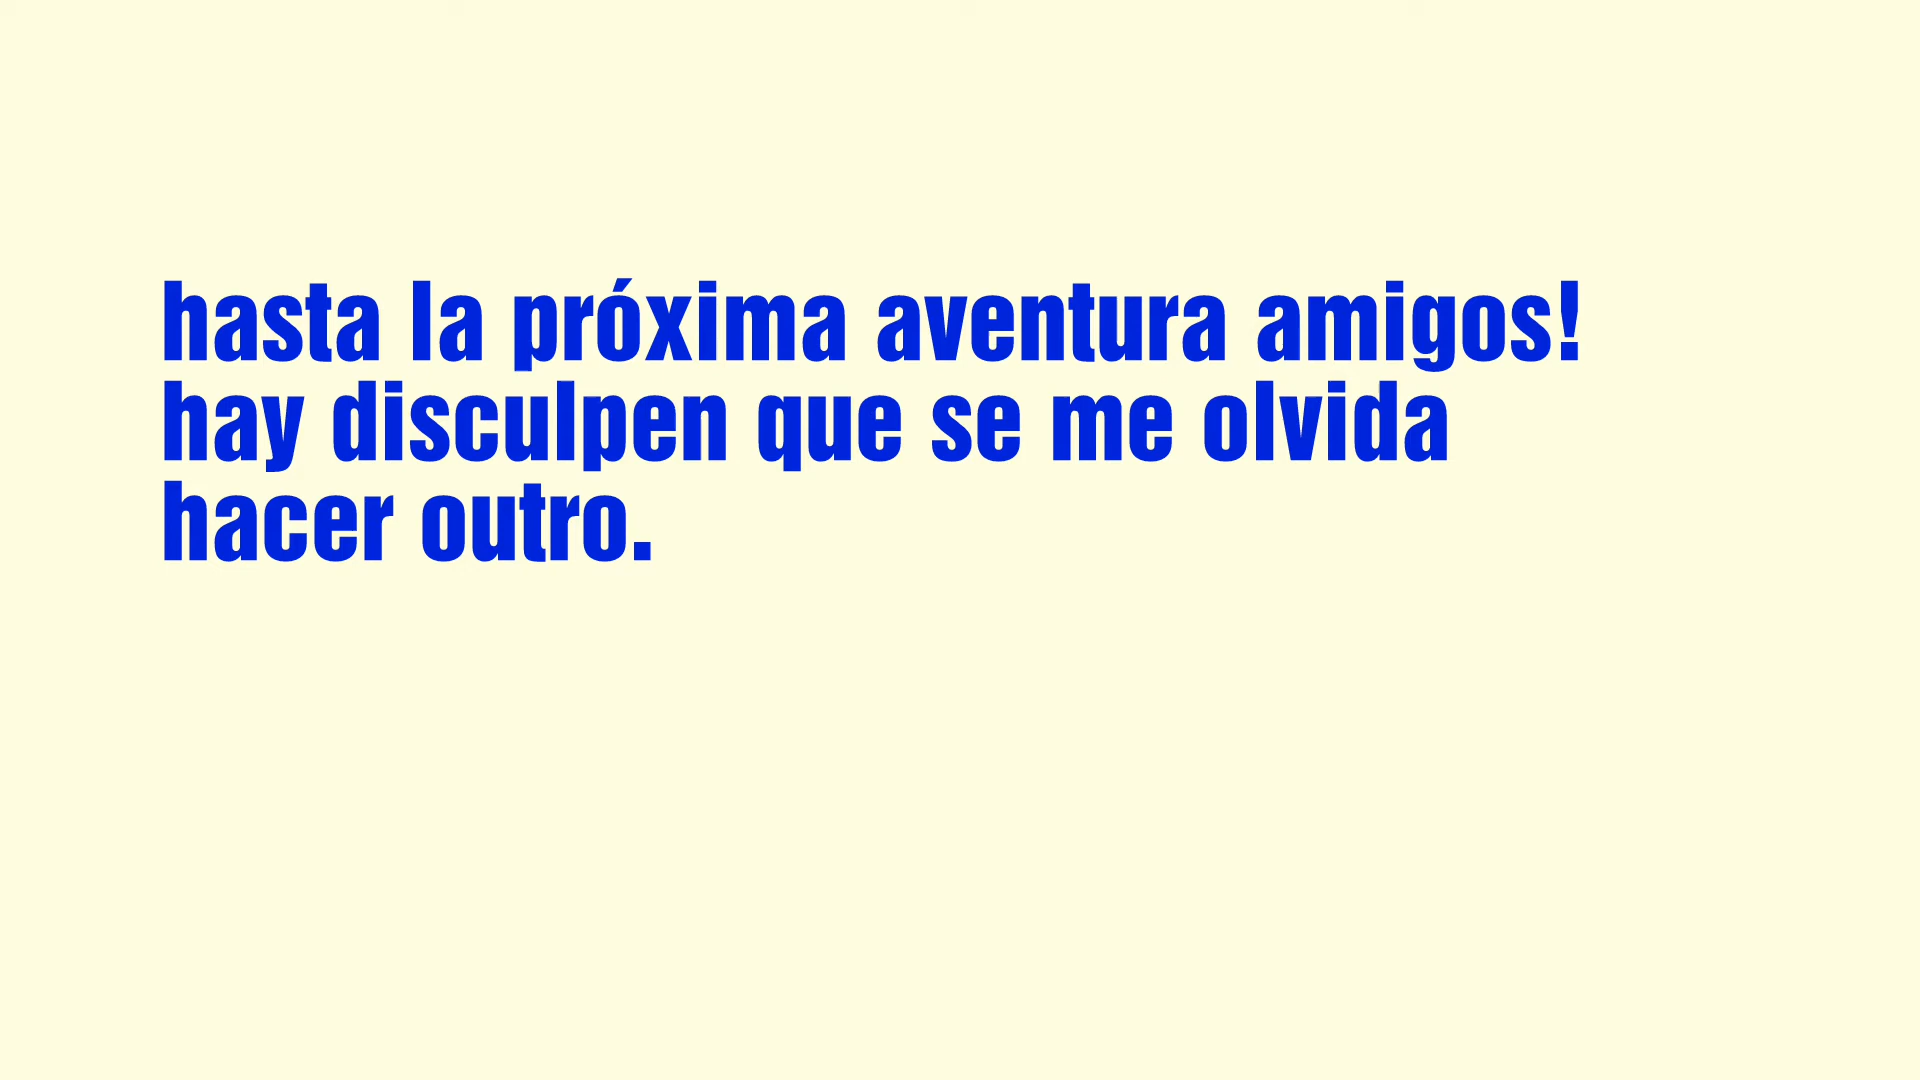 hasta la próxima aventura amigos!
hay disculpen que se me olvida
hacer outro.